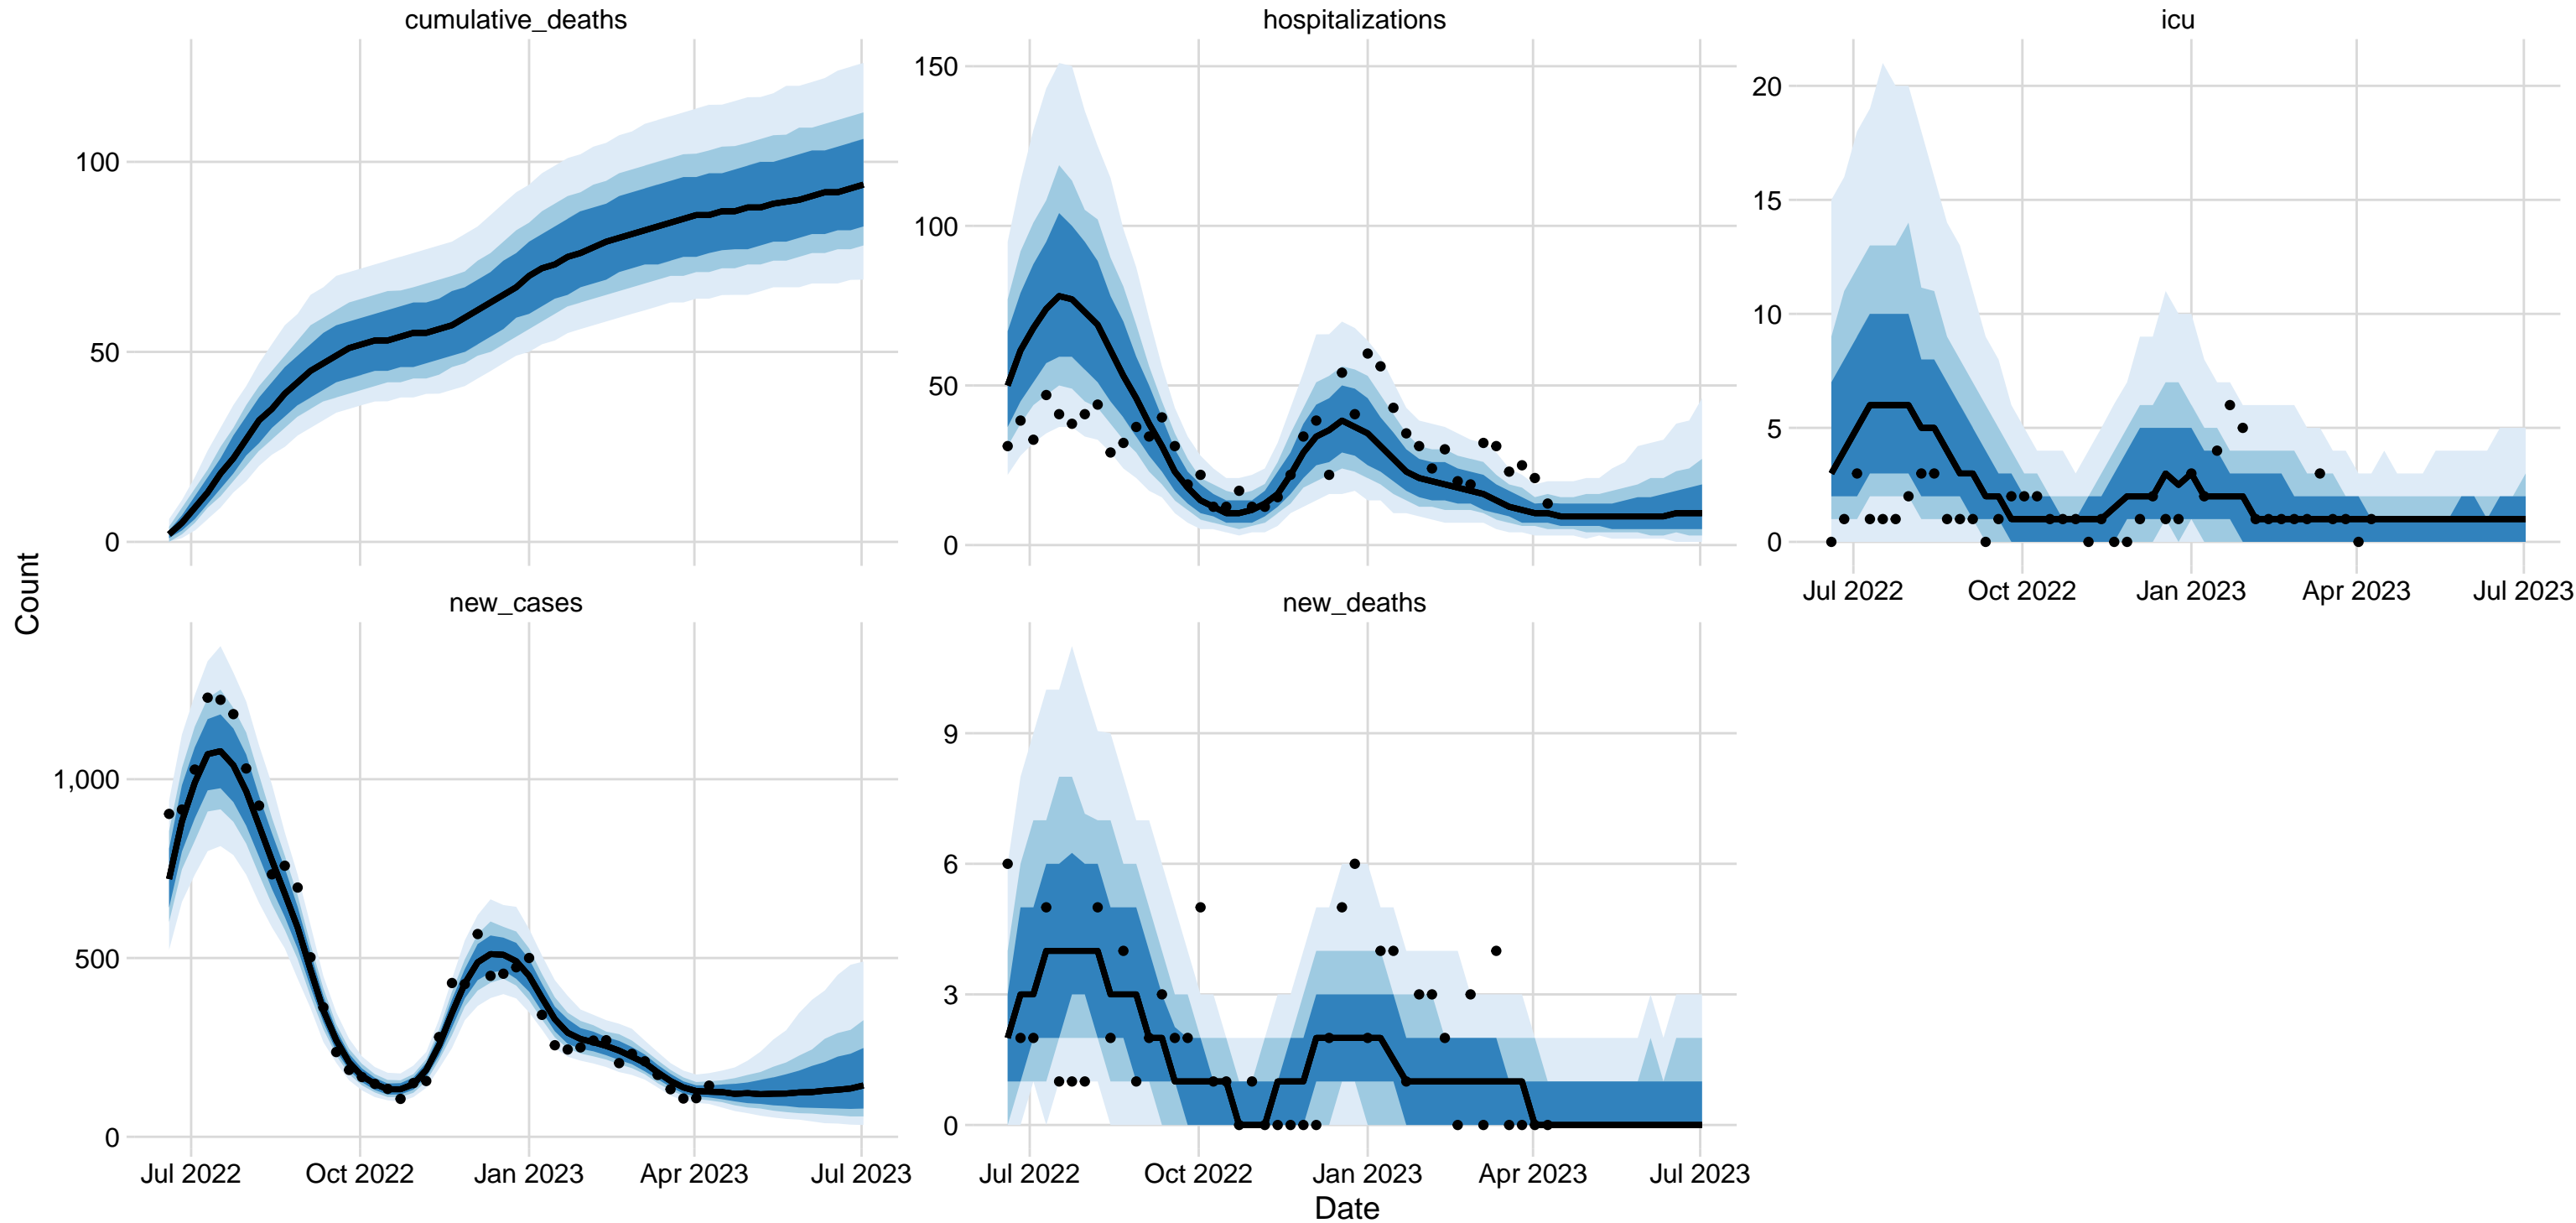 cumulative_deaths
hospitalizations
icu
100
50
0
150
100
50
0
20
15
10
5
0
Jul 2022 Oct 2022 Jan 2023 Apr 2023 Jul 2023
Count
new_cases
new_deaths
1,000
500
0
9
6
3
0
Jul 2022 Oct 2022 Jan 2023 Apr 2023 Jul 2023
Jul 2022 Oct 2022 Jan 2023 Apr 2023 Jul 2023
Date